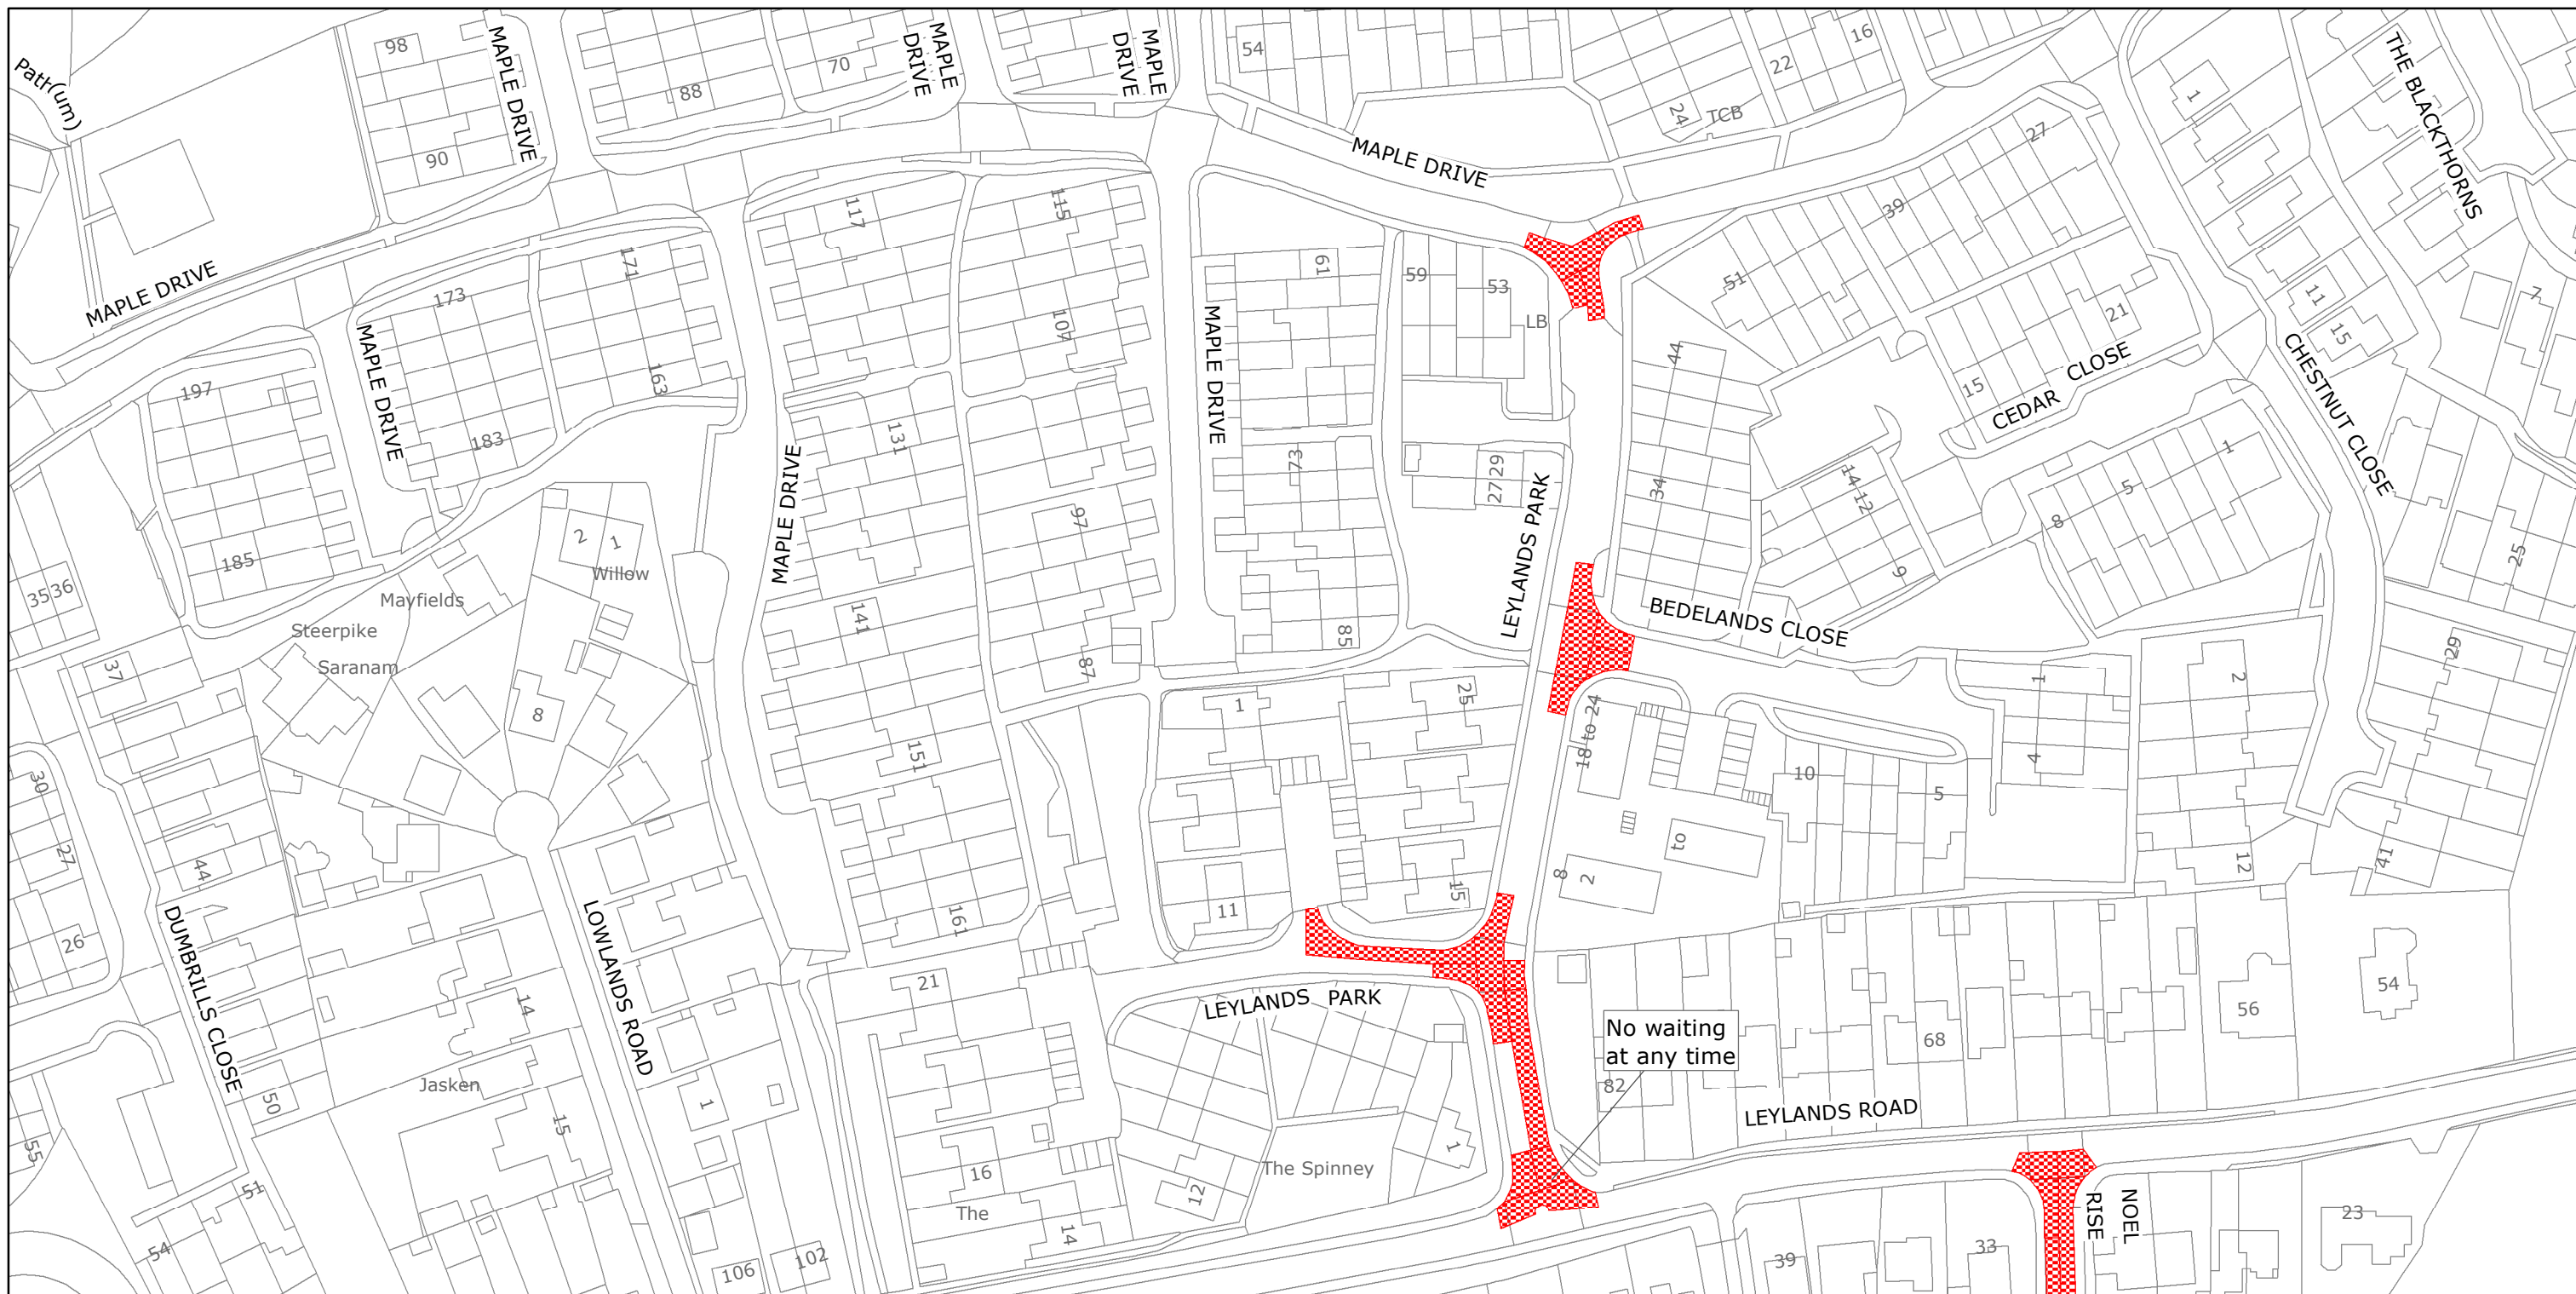 98
MAPLE DRIVE
88
70
MAPLE
DRIVE
MAPLE
DRIVE
54
24
TCB
22
16
1
THE BLACKTHORNS
Path (um)
90
MAPLE DRIVE
27
117
115
39
MAPLE DRIVE
171
173
61
59
53
51
LB
11
7
15
MAPLE DRIVE
197
MAPLE DRIVE
163
183
107
MAPLE DRIVE
44
21
15
CEDAR CLOSE
CHESTNUT CLOSE
131
73
27
29
34
14
12
9
1
5
8
MAPLE DRIVE
97
LEYLANDS PARK
25
2
1
Willow
185
35
36
Mayfields
Steerpike
Saranam
37
141
85
BEDELANDS CLOSE
87
29
8
1
25
18 to 24
1
4
2
30
27
151
10
5
44
15
8
2
to
12
41
26
11
161
DUMBRILLS CLOSE
LOWLANDS ROAD
21
LEYLANDS PARK
14
56
54
No waiting
at any time
68
82
Jasken
50
1
15
LEYLANDS ROAD
55
51
16
The Spinney
1
12
The
14
54
106
102
39
33
NOEL
RISE
23